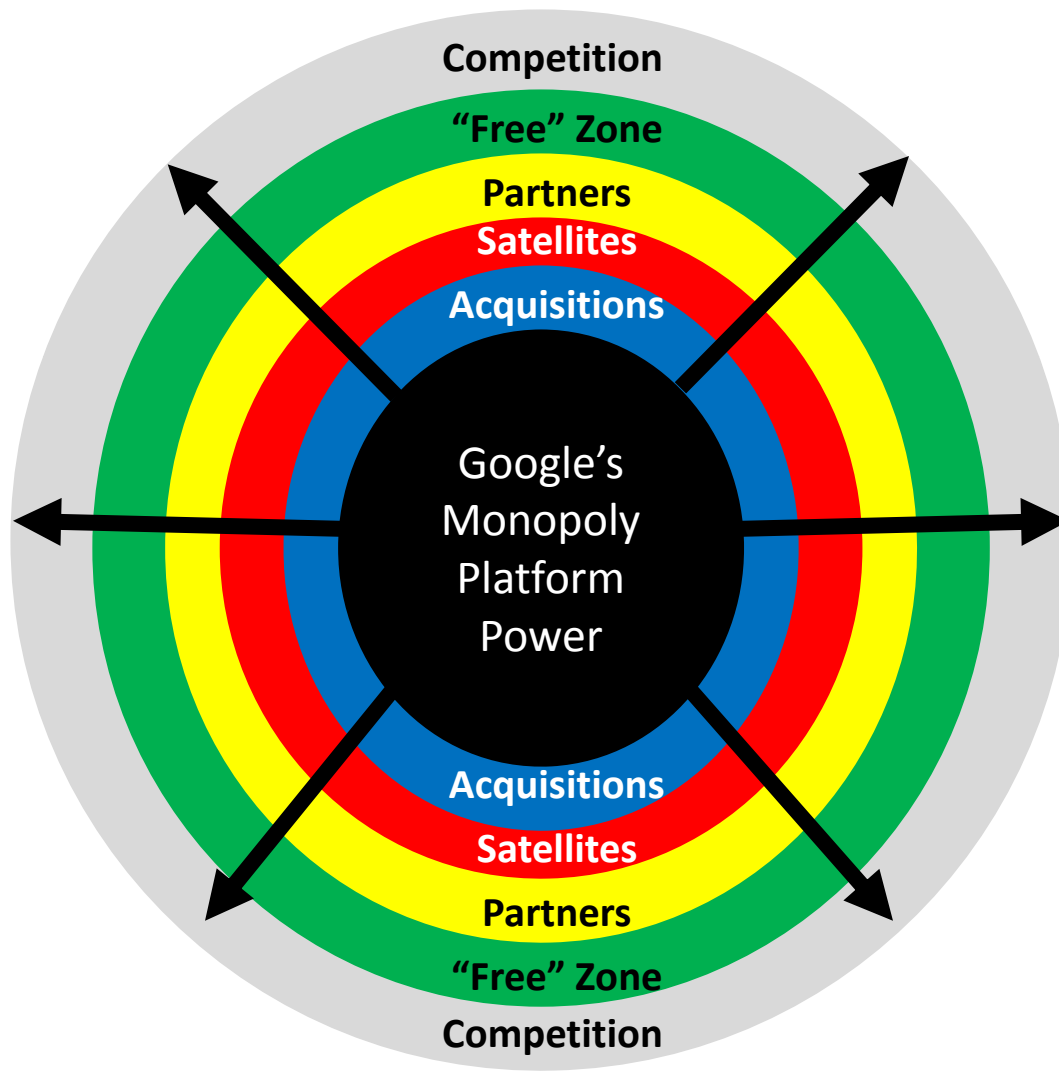 Competition
“Free” Zone
Partners
Satellites
Acquisitions
Google’s
Monopoly
Platform
Power
Acquisitions
Satellites
Partners
“Free” Zone
Competition